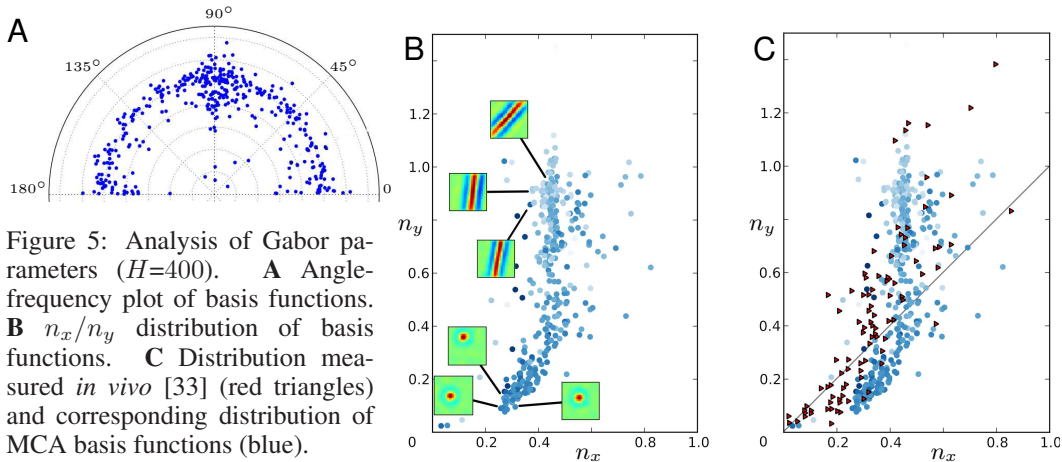 A
90°
135°
45°
180°
0
Figure 5: Analysis of Gabor pa-
rameters (H=400). A Angle-
frequency plot of basis functions.
B n_x/n_y distribution of basis
functions. C Distribution mea-
sured in vivo [33] (red triangles)
and corresponding distribution of
MCA basis functions (blue).
B
1.2
1.0
n_y
0.6
0.4
0.2
0
0.2
0.4
0.6
0.8
1.0
n_x
C
1.2
1.0
n_y
0.6
0.4
0.2
0
0.2
0.4
0.6
0.8
1.0
n_x